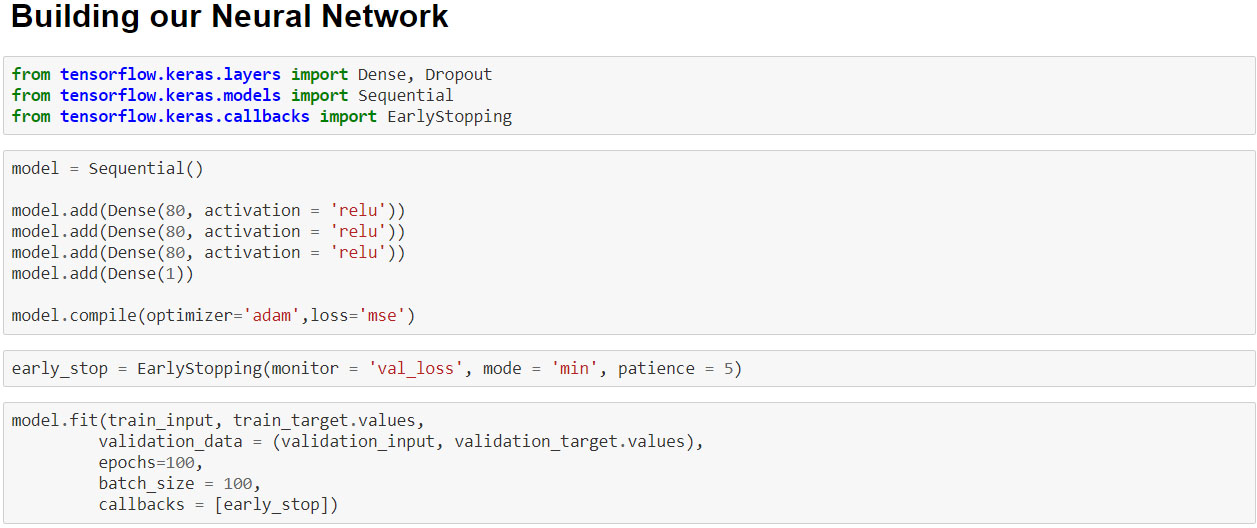 Building our Neural Network
from tensorflow.keras.layers import Dense, Dropout
from tensorflow.keras.models import Sequential
from tensorflow.keras.callbacks import EarlyStopping
model = Sequential()
model.add(Dense(80, activation = 'relu'))
model.add(Dense(80, activation = 'relu'))
model.add(Dense(80, activation = 'relu'))
model.add(Dense(1))
model.compile(optimizer='adam',loss='mse')
early_stop = EarlyStopping(monitor = 'val_loss', mode = 'min', patience = 5)
model.fit(train_input, train_target.values,
         validation_data = (validation_input, validation_target.values),
         epochs=100,
         batch_size = 100,
         callbacks = [early_stop])